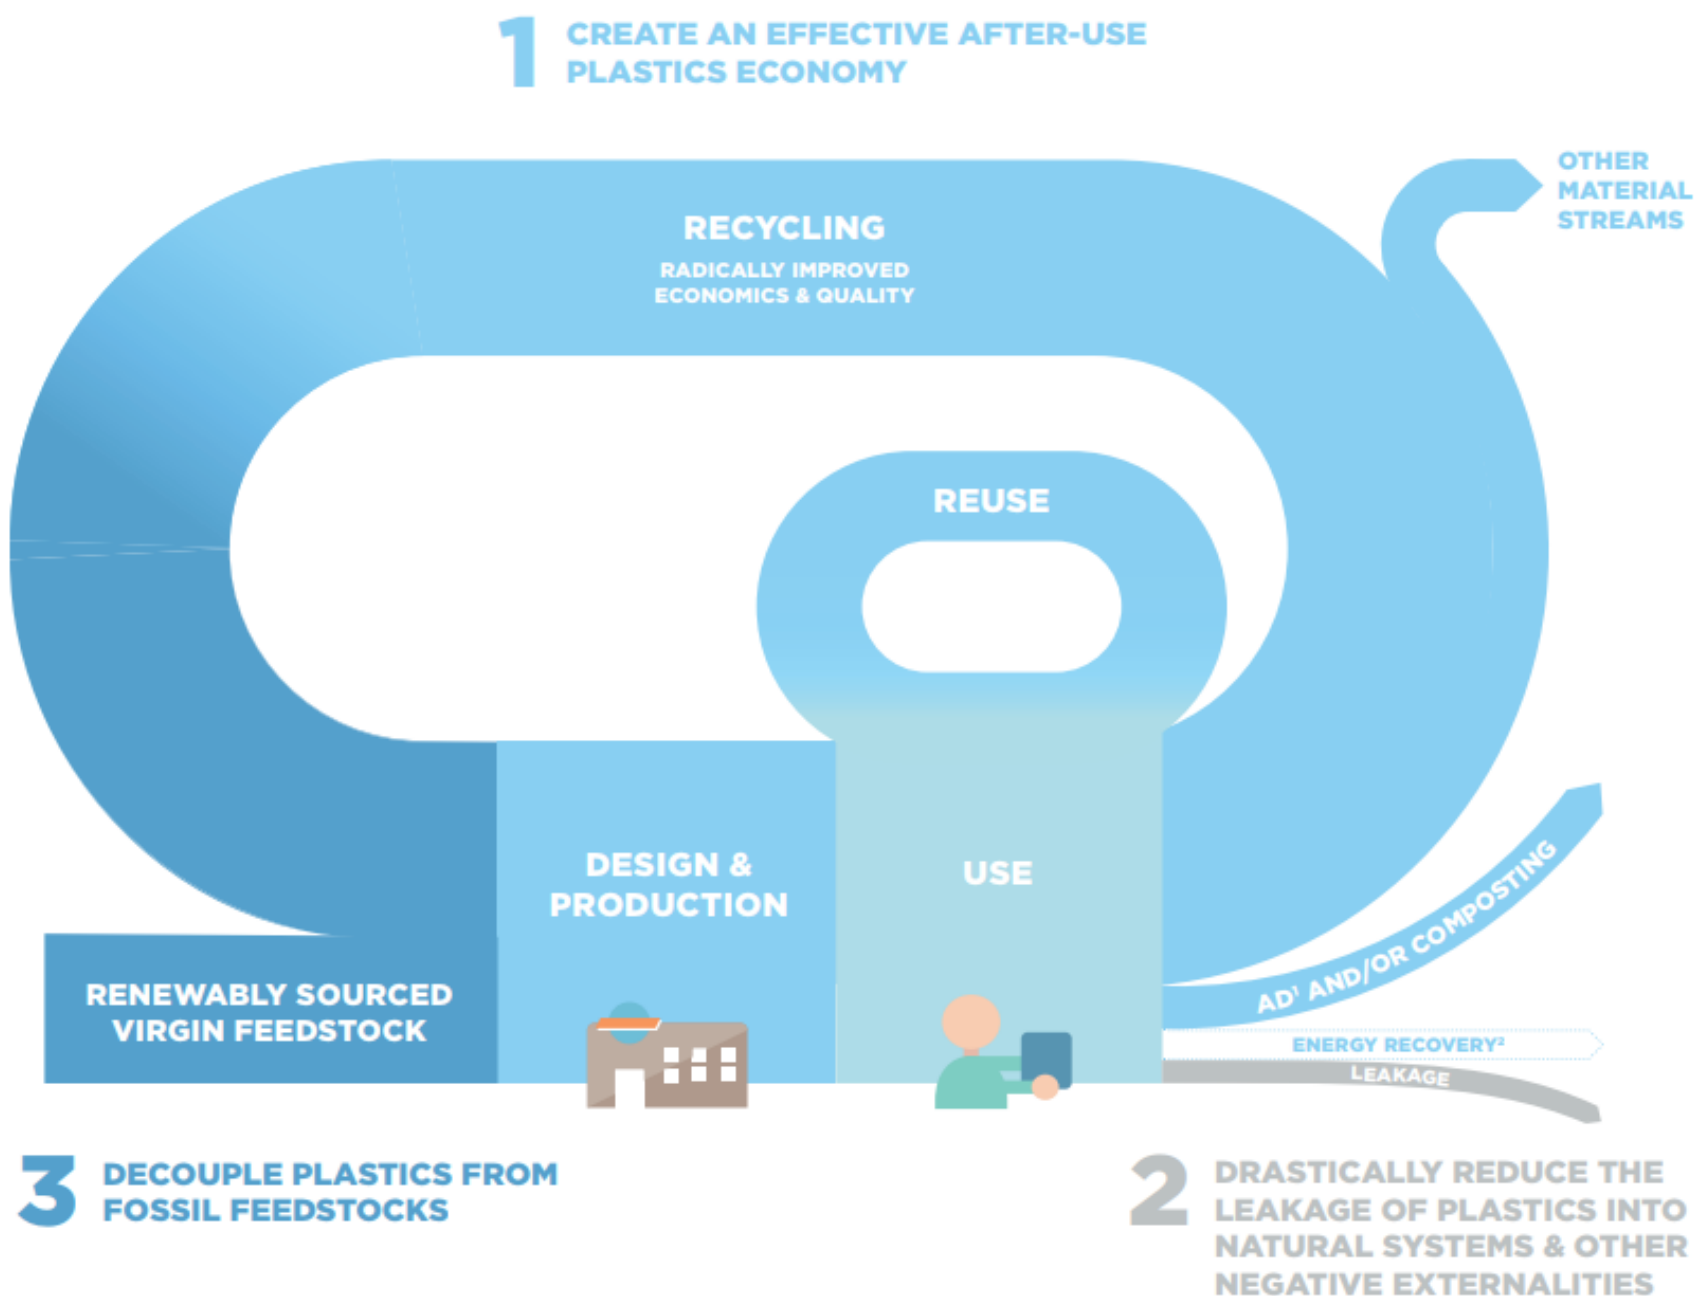 1
CREATE AN EFFECTIVE AFTER-USE
PLASTICS ECONOMY
OTHER
MATERIAL
STREAMS
RECYCLING
RADICALLY IMPROVED
ECONOMICS & QUALITY
REUSE
DESIGN &
PRODUCTION
USE
RENEWABLY SOURCED
VIRGIN FEEDSTOCK
AD¹ AND/OR COMPOSTING
ENERGY RECOVERY²
LEAKAGE
3
DECOUPLE PLASTICS FROM
FOSSIL FEEDSTOCKS
2
DRASTICALLY REDUCE THE
LEAKAGE OF PLASTICS INTO
NATURAL SYSTEMS & OTHER
NEGATIVE EXTERNALITIES